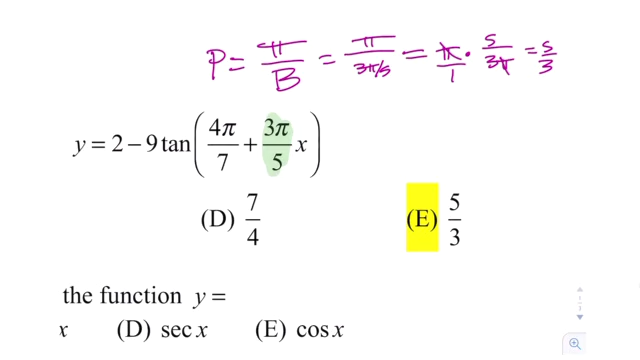 P = π/B = π/(3π/5) = π/1 · 5/3π = 5/3
y = 2 − 9 tan(4π/7 + 3π/5 x)
(D) 7/4 (E) 5/3
the function y =
x (D) sec x (E) cos x